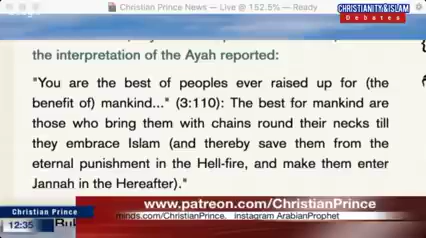 Christian Prince News — Live @ 152.5% — Ready
CHRISTIANITY&ISLAM
Debates
the interpretation of the Ayah reported:
"You are the best of peoples ever raised up for (the
benefit of) mankind..." (3:110): The best for mankind are
those who bring them with chains round their necks till
they embrace Islam (and thereby save them from the
eternal punishment in the Hell-fire, and make them enter
Jannah in the Hereafter)."
www.patreon.com/ChristianPrince
Christian Prince
minds.com/ChristianPrince, instagram ArabianProphet
12:35